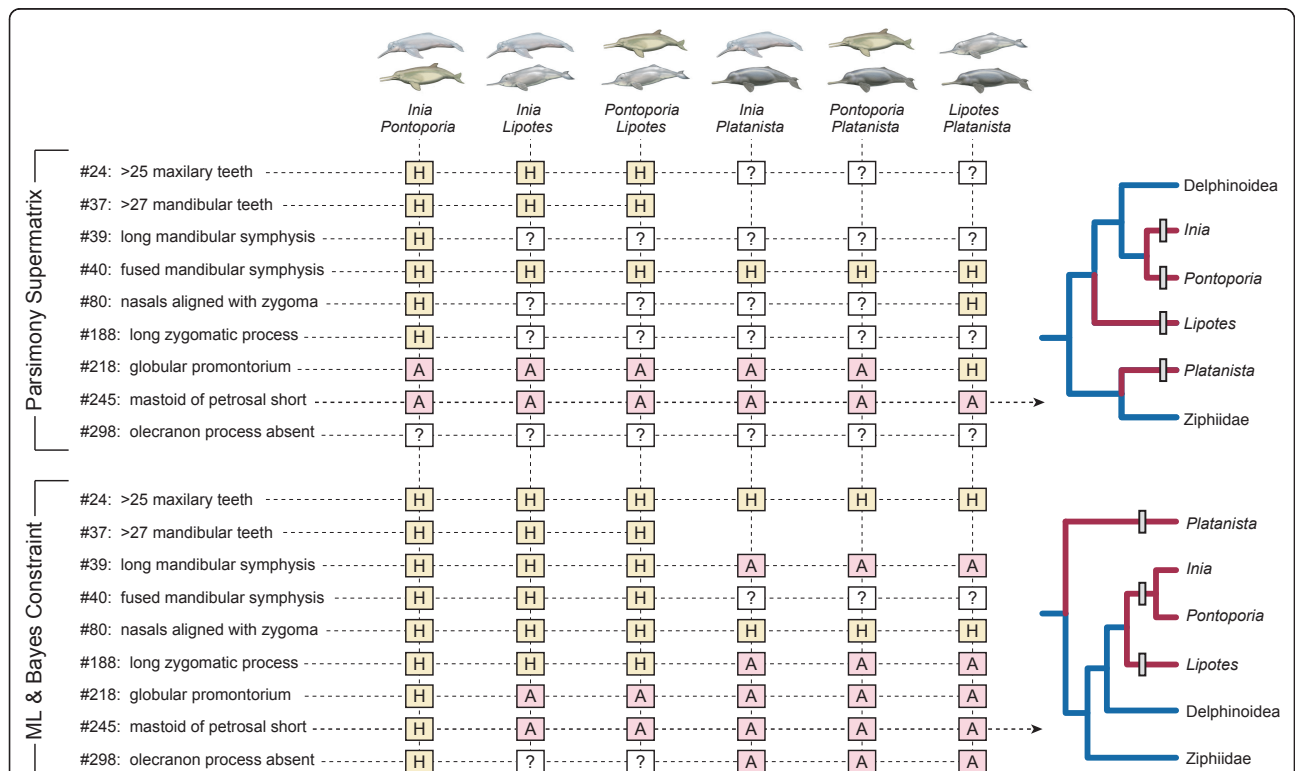 Inia Inia Pontoporia Inia Pontoporia Lipotes
Pontoporia Lipotes Lipotes Platanista Platanista Platanista
Parsimony Supermatrix
#24: >25 maxilary teeth H H H ? ? ?
#37: >27 mandibular teeth H H H
#39: long mandibular symphysis H ? ? ? ? ?
#40: fused mandibular symphysis H H H H H H
#80: nasals aligned with zygoma H ? ? ? ? H
#188: long zygomatic process H ? ? ? ? ?
#218: globular promontorium A A A A A H
#245: mastoid of petrosal short A A A A A A
#298: olecranon process absent ? ? ? ? ? ?
Delphinoidea
Inia
Pontoporia
Lipotes
Platanista
Ziphiidae
ML & Bayes Constraint
#24: >25 maxilary teeth H H H H H H
#37: >27 mandibular teeth H H H
#39: long mandibular symphysis H H H A A A
#40: fused mandibular symphysis H H H ? ? ?
#80: nasals aligned with zygoma H H H H H H
#188: long zygomatic process H H H A A A
#218: globular promontorium H A A A A A
#245: mastoid of petrosal short H A A A A A
#298: olecranon process absent H ? ? A A A
Platanista
Inia
Pontoporia
Lipotes
Delphinoidea
Ziphiidae